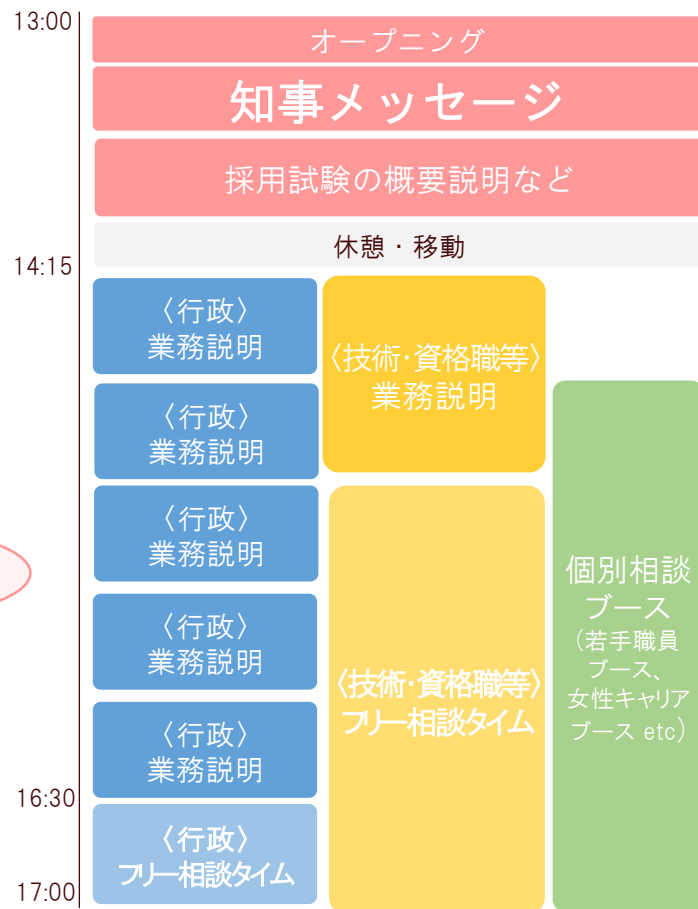 13:00
オープニング
知事メッセージ
採用試験の概要説明など
休憩・移動
14:15
〈行政〉
業務説明
〈技術・資格職等〉
業務説明
〈行政〉
業務説明
〈行政〉
業務説明
〈行政〉
業務説明
〈行政〉
業務説明
〈技術・資格職等〉
フリー相談タイム
個別相談
ブース
(若手職員
ブース、
女性キャリア
ブース etc)
16:30
〈行政〉
フリー相談タイム
17:00